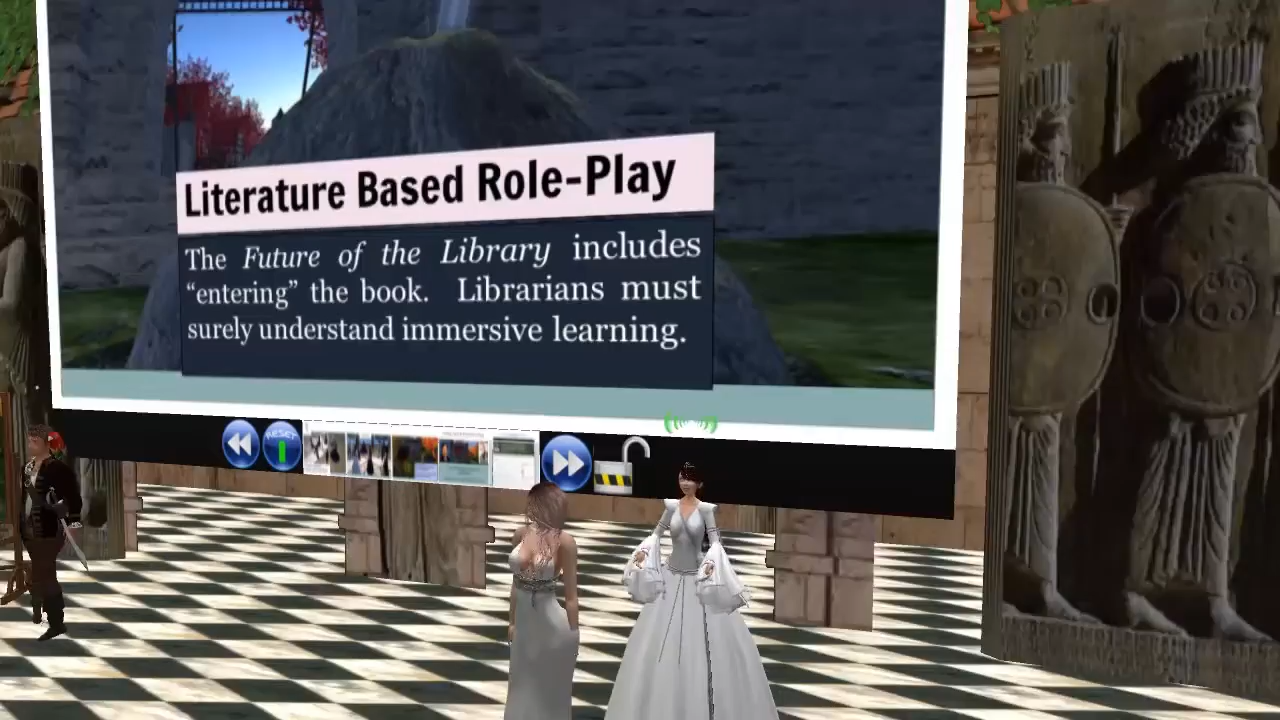 Literature Based Role-Play
The Future of the Library includes
“entering” the book. Librarians must
surely understand immersive learning.
RESET